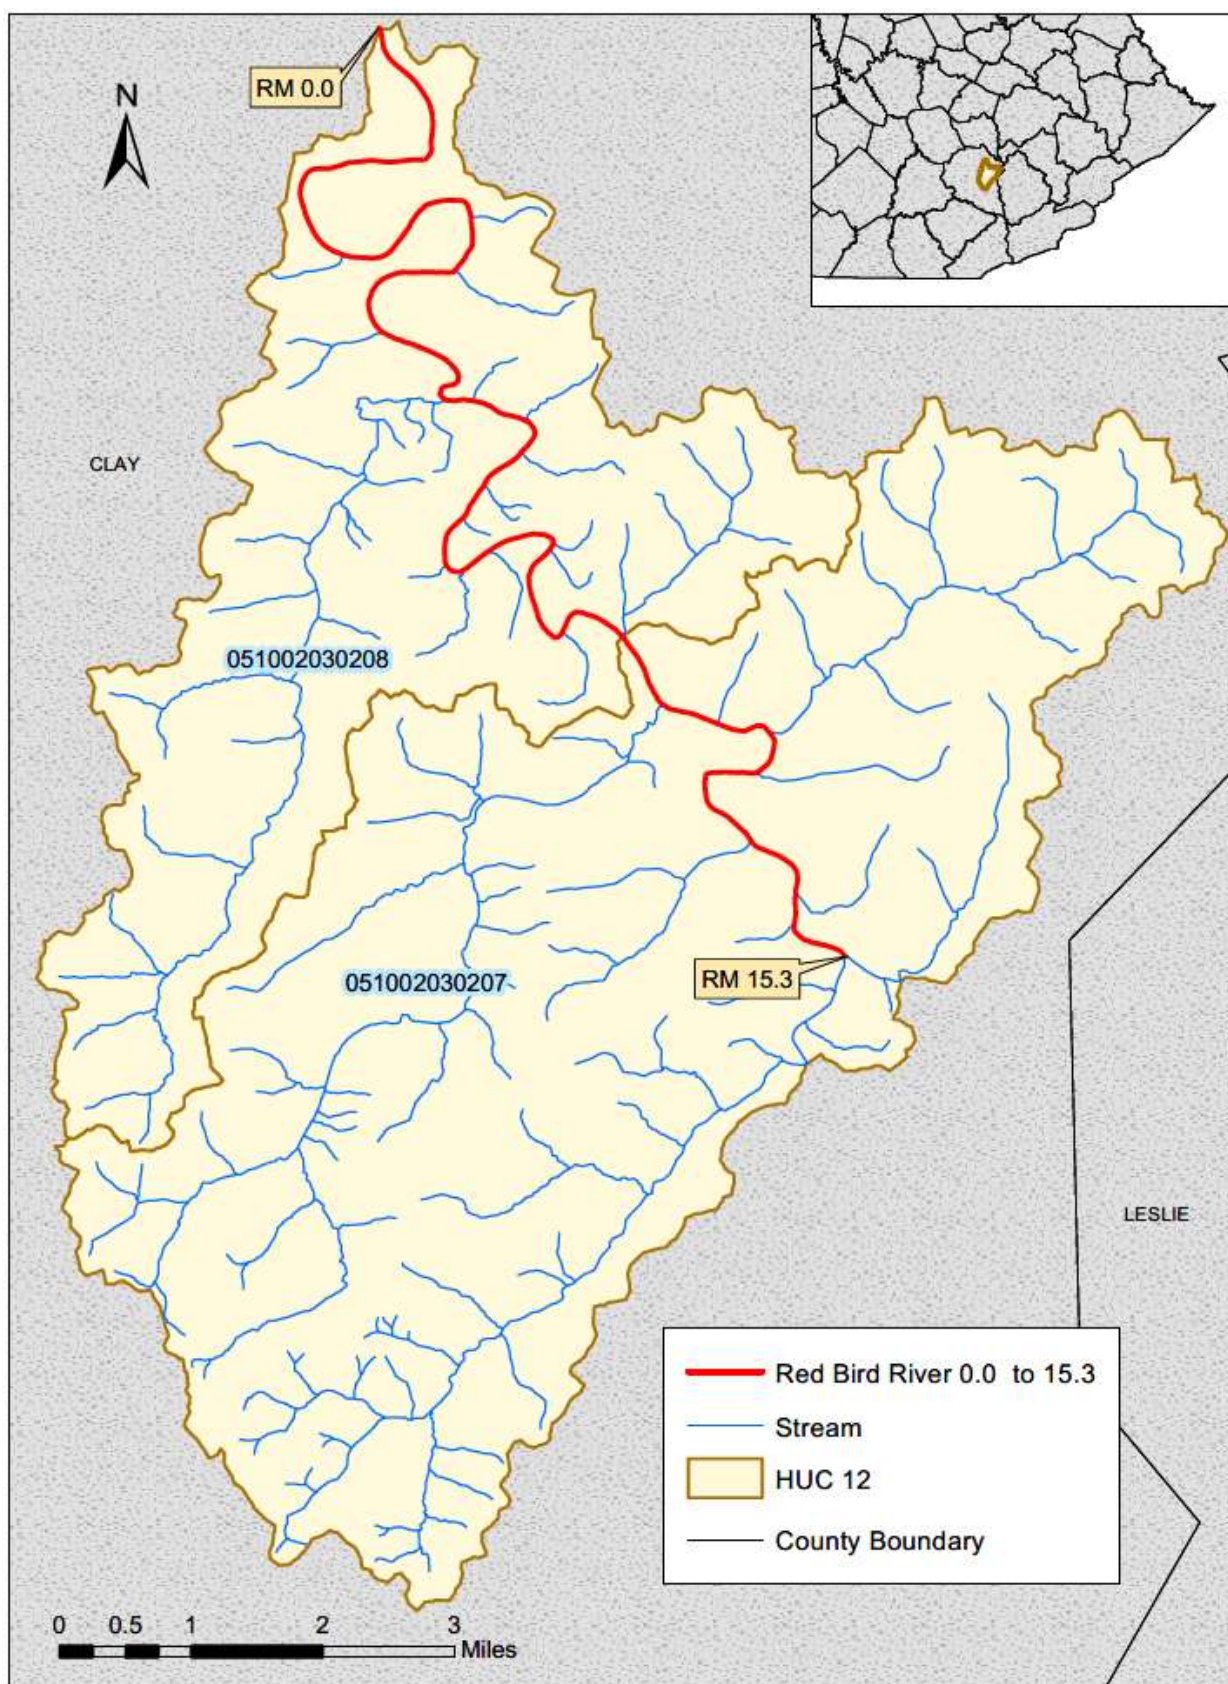 RM 0.0
N
CLAY
051002030208
051002030207
RM 15.3
LESLIE
Red Bird River 0.0 to 15.3
Stream
HUC 12
County Boundary
0 0.5 1 2 3
Miles